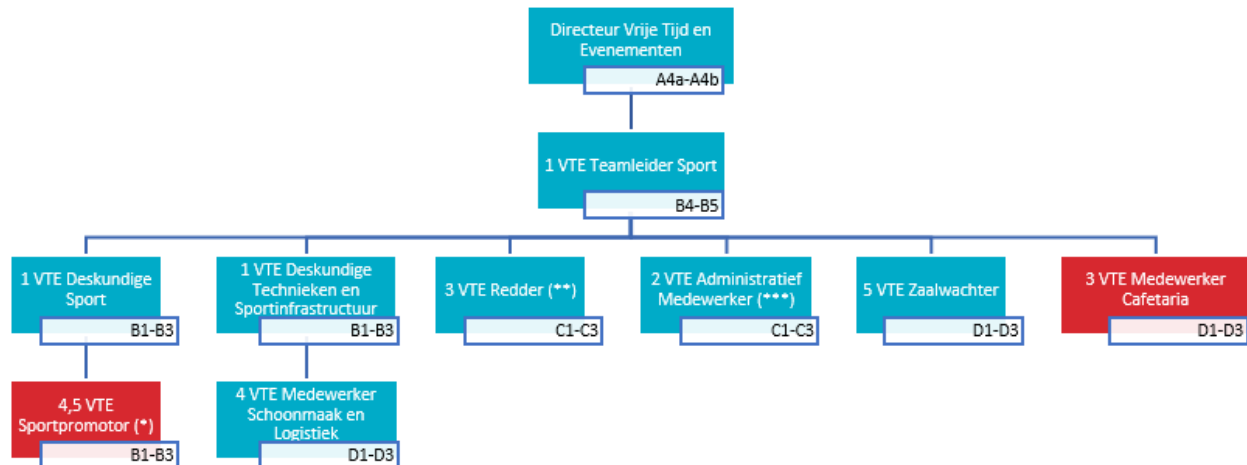 Directeur Vrije Tijd en
Evenementen
A4a-A4b
1 VTE Teamleider Sport
B4-B5
1 VTE Deskundige
Sport
B1-B3
1 VTE Deskundige
Technieken en
Sportinfrastructuur
B1-B3
3 VTE Redder (**)
C1-C3
2 VTE Administratief
Medewerker (***)
C1-C3
5 VTE Zaalwachter
D1-D3
3 VTE Medewerker
Cafetaria
D1-D3
4,5 VTE
Sportpromotor (*)
B1-B3
4 VTE Medewerker
Schoonmaak en
Logistiek
D1-D3